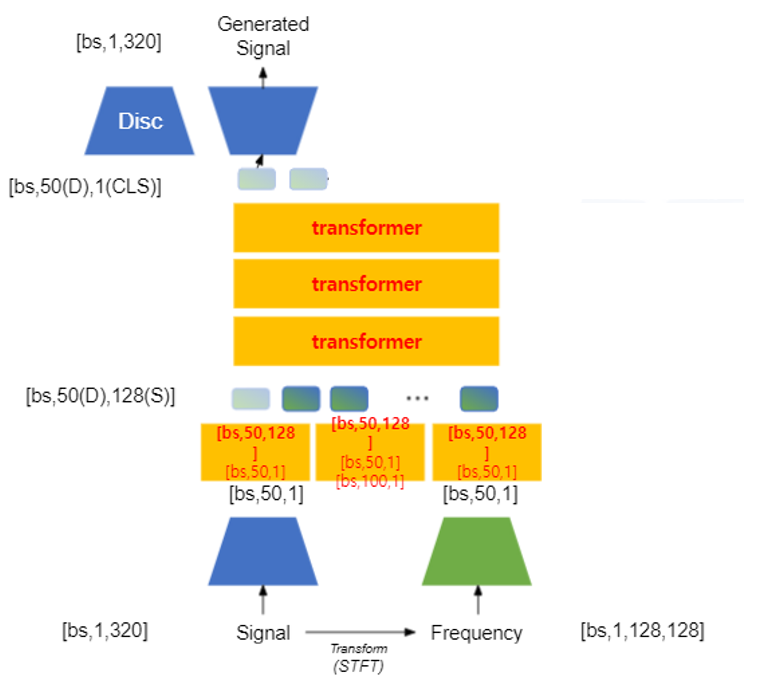 Generated
Signal
[bs,1,320]
Disc
[bs,50(D),1(CLS)]
transformer
transformer
transformer
[bs,50(D),128(S)]
...
[bs,50,128
]
[bs,50,1]
[bs,50,128
]
[bs,50,1]
[bs,100,1]
[bs,50,128
]
[bs,50,1]
[bs,50,1]
[bs,50,1]
[bs,1,320]
Signal
Transform
(STFT)
Frequency
[bs,1,128,128]